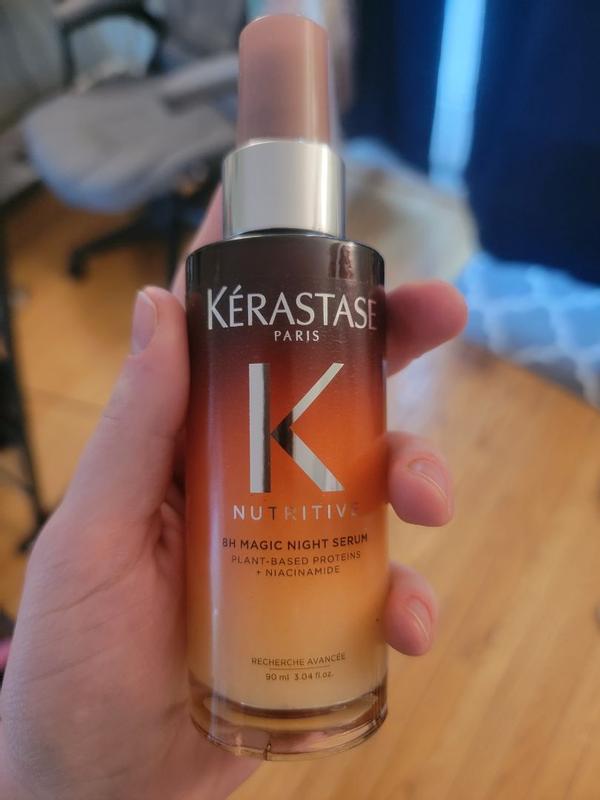 KÉRASTASE
PARIS
K
NUTRITIVE
8H MAGIC NIGHT SERUM
PLANT-BASED PROTEINS
+ NIACINAMIDE
RECHERCHE AVANCÉE
90 ml 3.04 fl.oz.